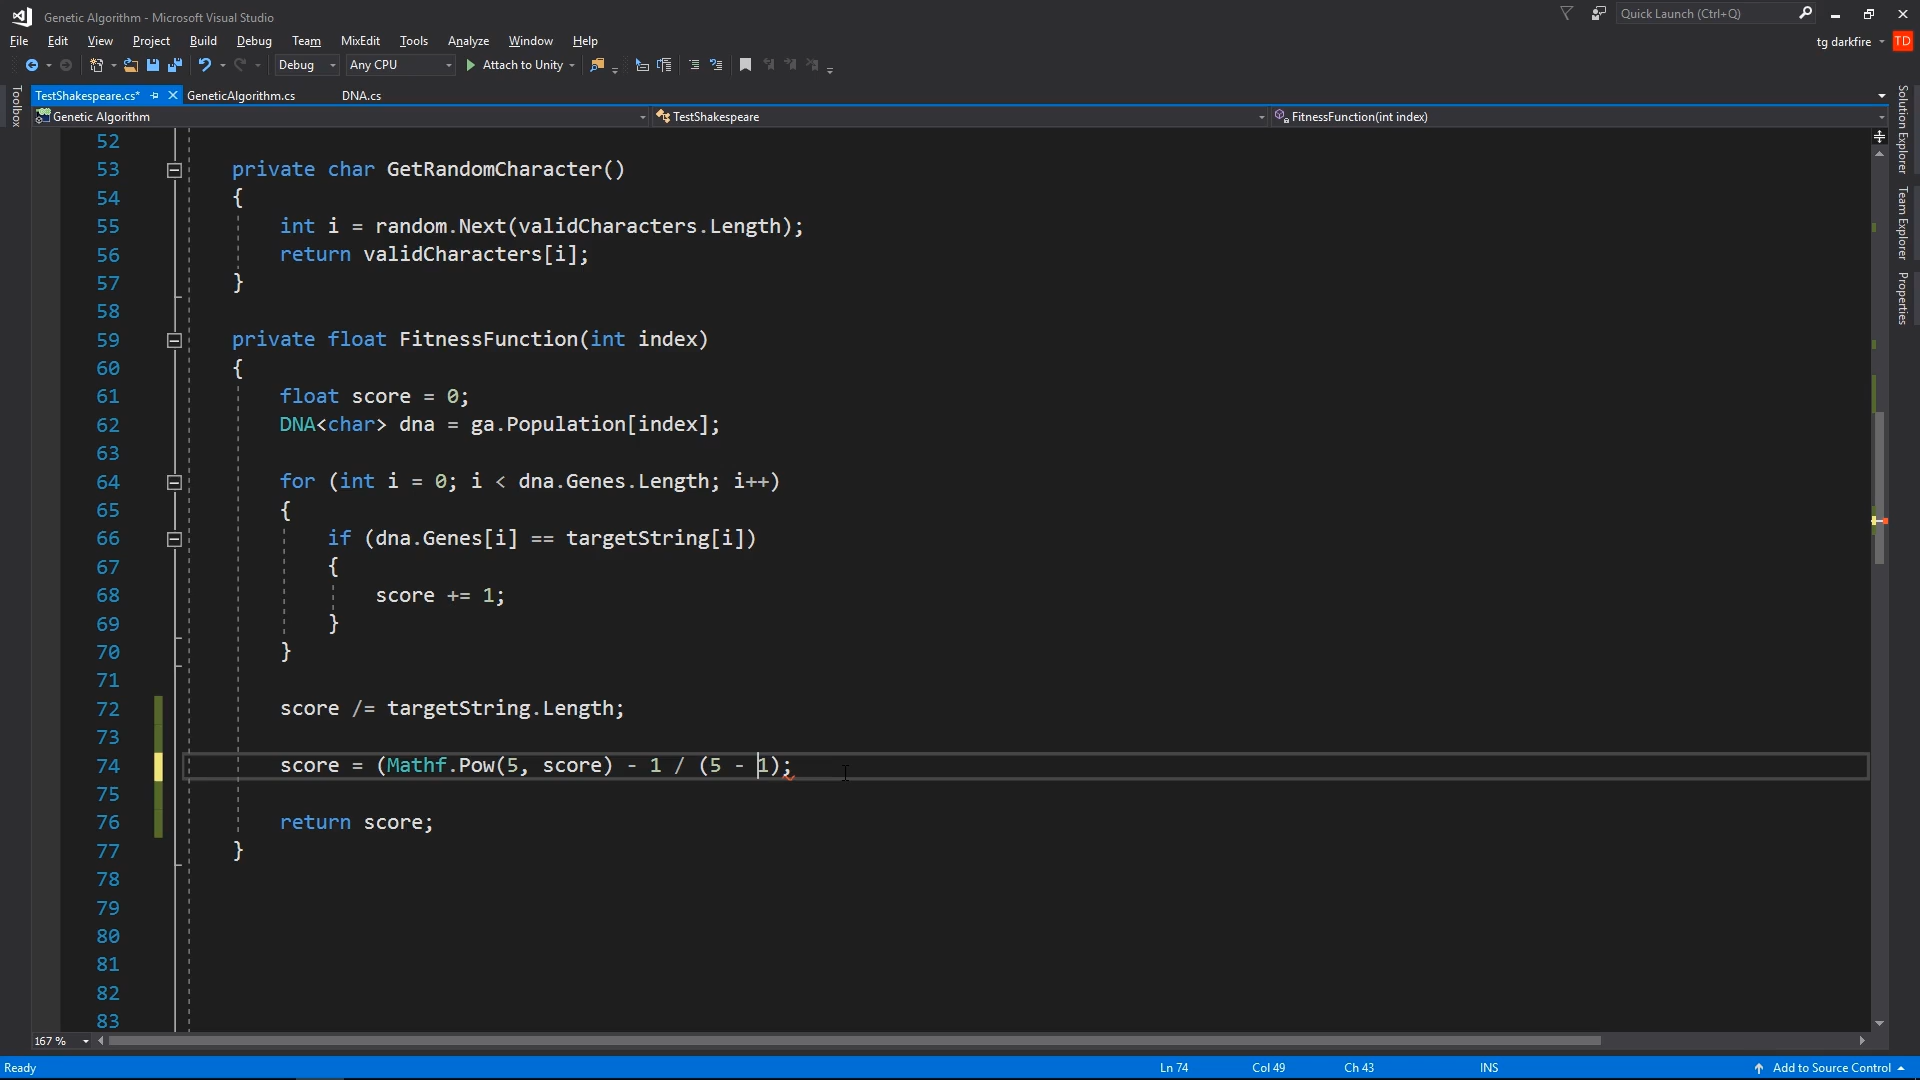 Genetic Algorithm - Microsoft Visual Studio
Quick Launch (Ctrl+Q)
File Edit View Project Build Debug Team MixEdit Tools Analyze Window Help
tg darkfire TD
Debug Any CPU Attach to Unity
Toolbox
TestShakespeare.cs* GeneticAlgorithm.cs DNA.cs
Genetic Algorithm TestShakespeare FitnessFunction(int index)
Solution Explorer
Team Explorer
Properties
52
53 private char GetRandomCharacter()
54 {
55 int i = random.Next(validCharacters.Length);
56 return validCharacters[i];
57 }
58
59 private float FitnessFunction(int index)
60 {
61 float score = 0;
62 DNA<char> dna = ga.Population[index];
63
64 for (int i = 0; i < dna.Genes.Length; i++)
65 {
66 if (dna.Genes[i] == targetString[i])
67 {
68 score += 1;
69 }
70 }
71
72 score /= targetString.Length;
73
74 score = (Mathf.Pow(5, score) - 1 / (5 - 1);
75
76 return score;
77 }
78
79
80
81
82
83
167 %
Ready Ln 74 Col 49 Ch 43 INS Add to Source Control